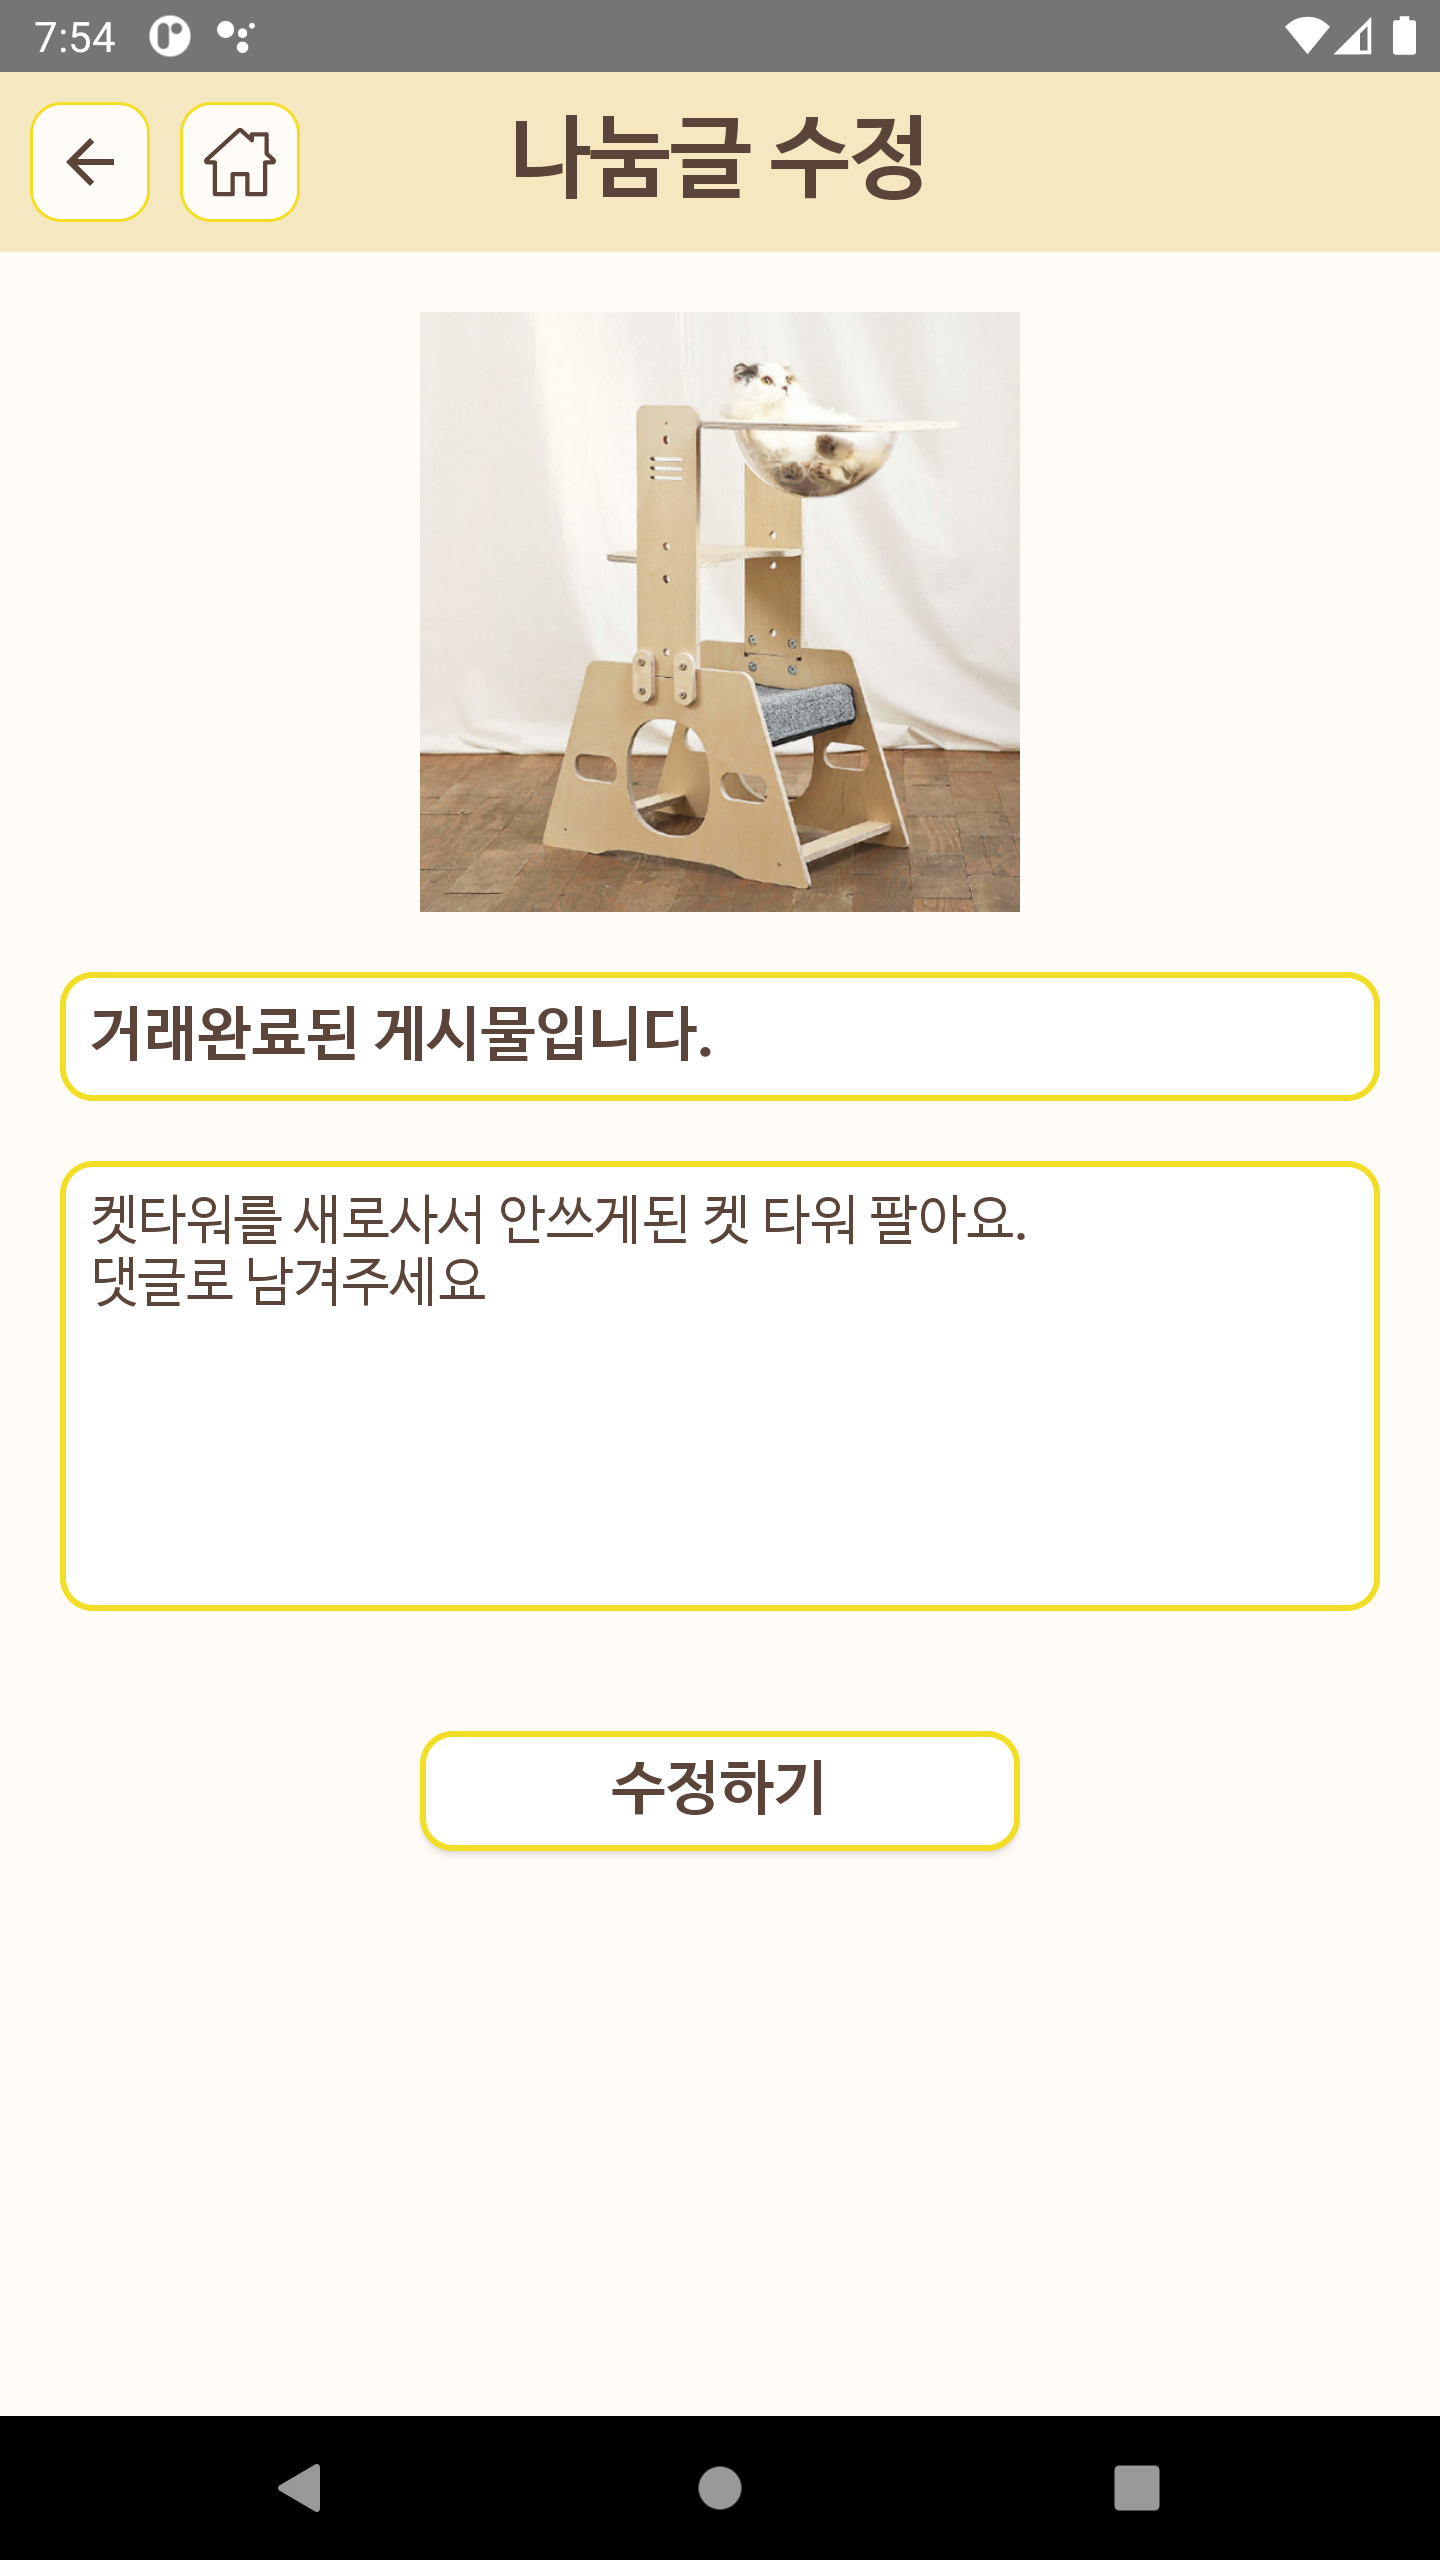 7:54
나눔글 수정
거래완료된 게시물입니다.
켓타워를 새로사서 안쓰게된 켓 타워 팔아요.
댓글로 남겨주세요
수정하기